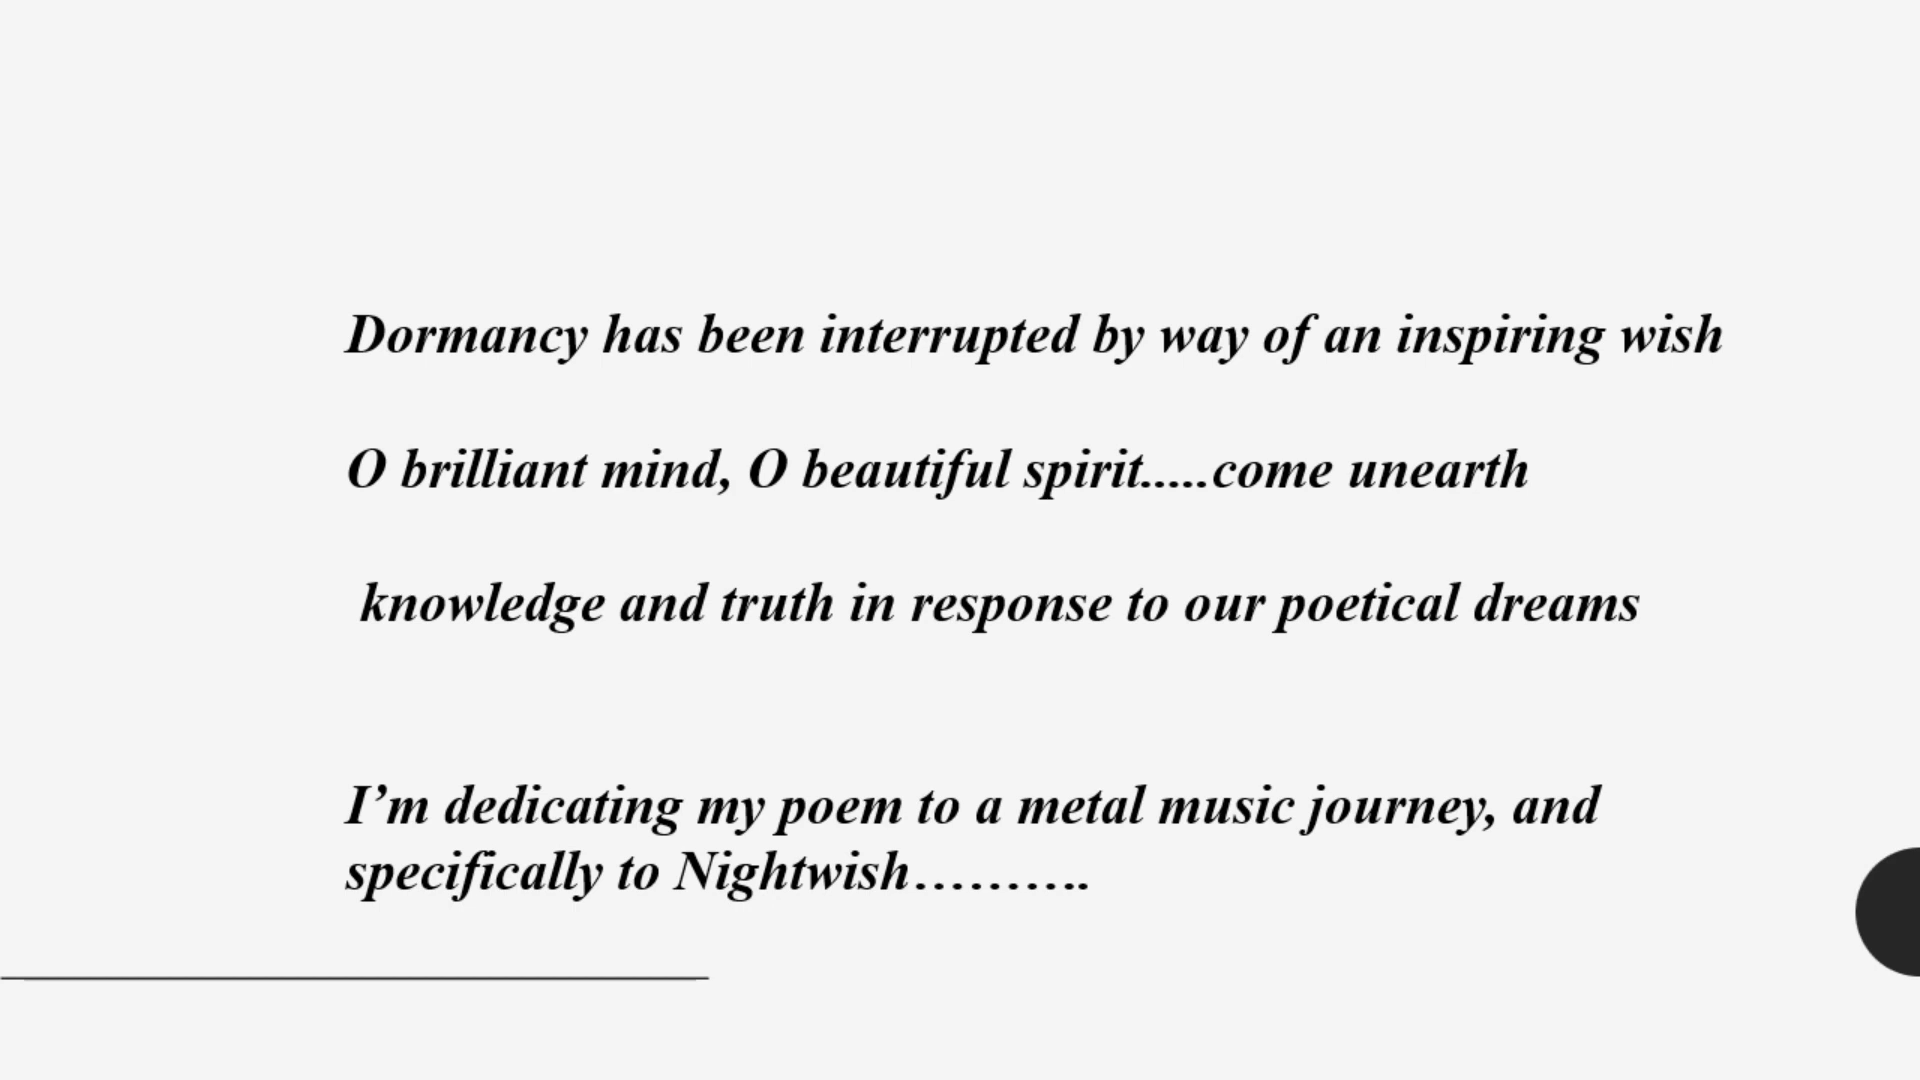 Dormancy has been interrupted by way of an inspiring wish
O brilliant mind, O beautiful spirit.....come unearth
knowledge and truth in response to our poetical dreams
I’m dedicating my poem to a metal music journey, and
specifically to Nightwish……….